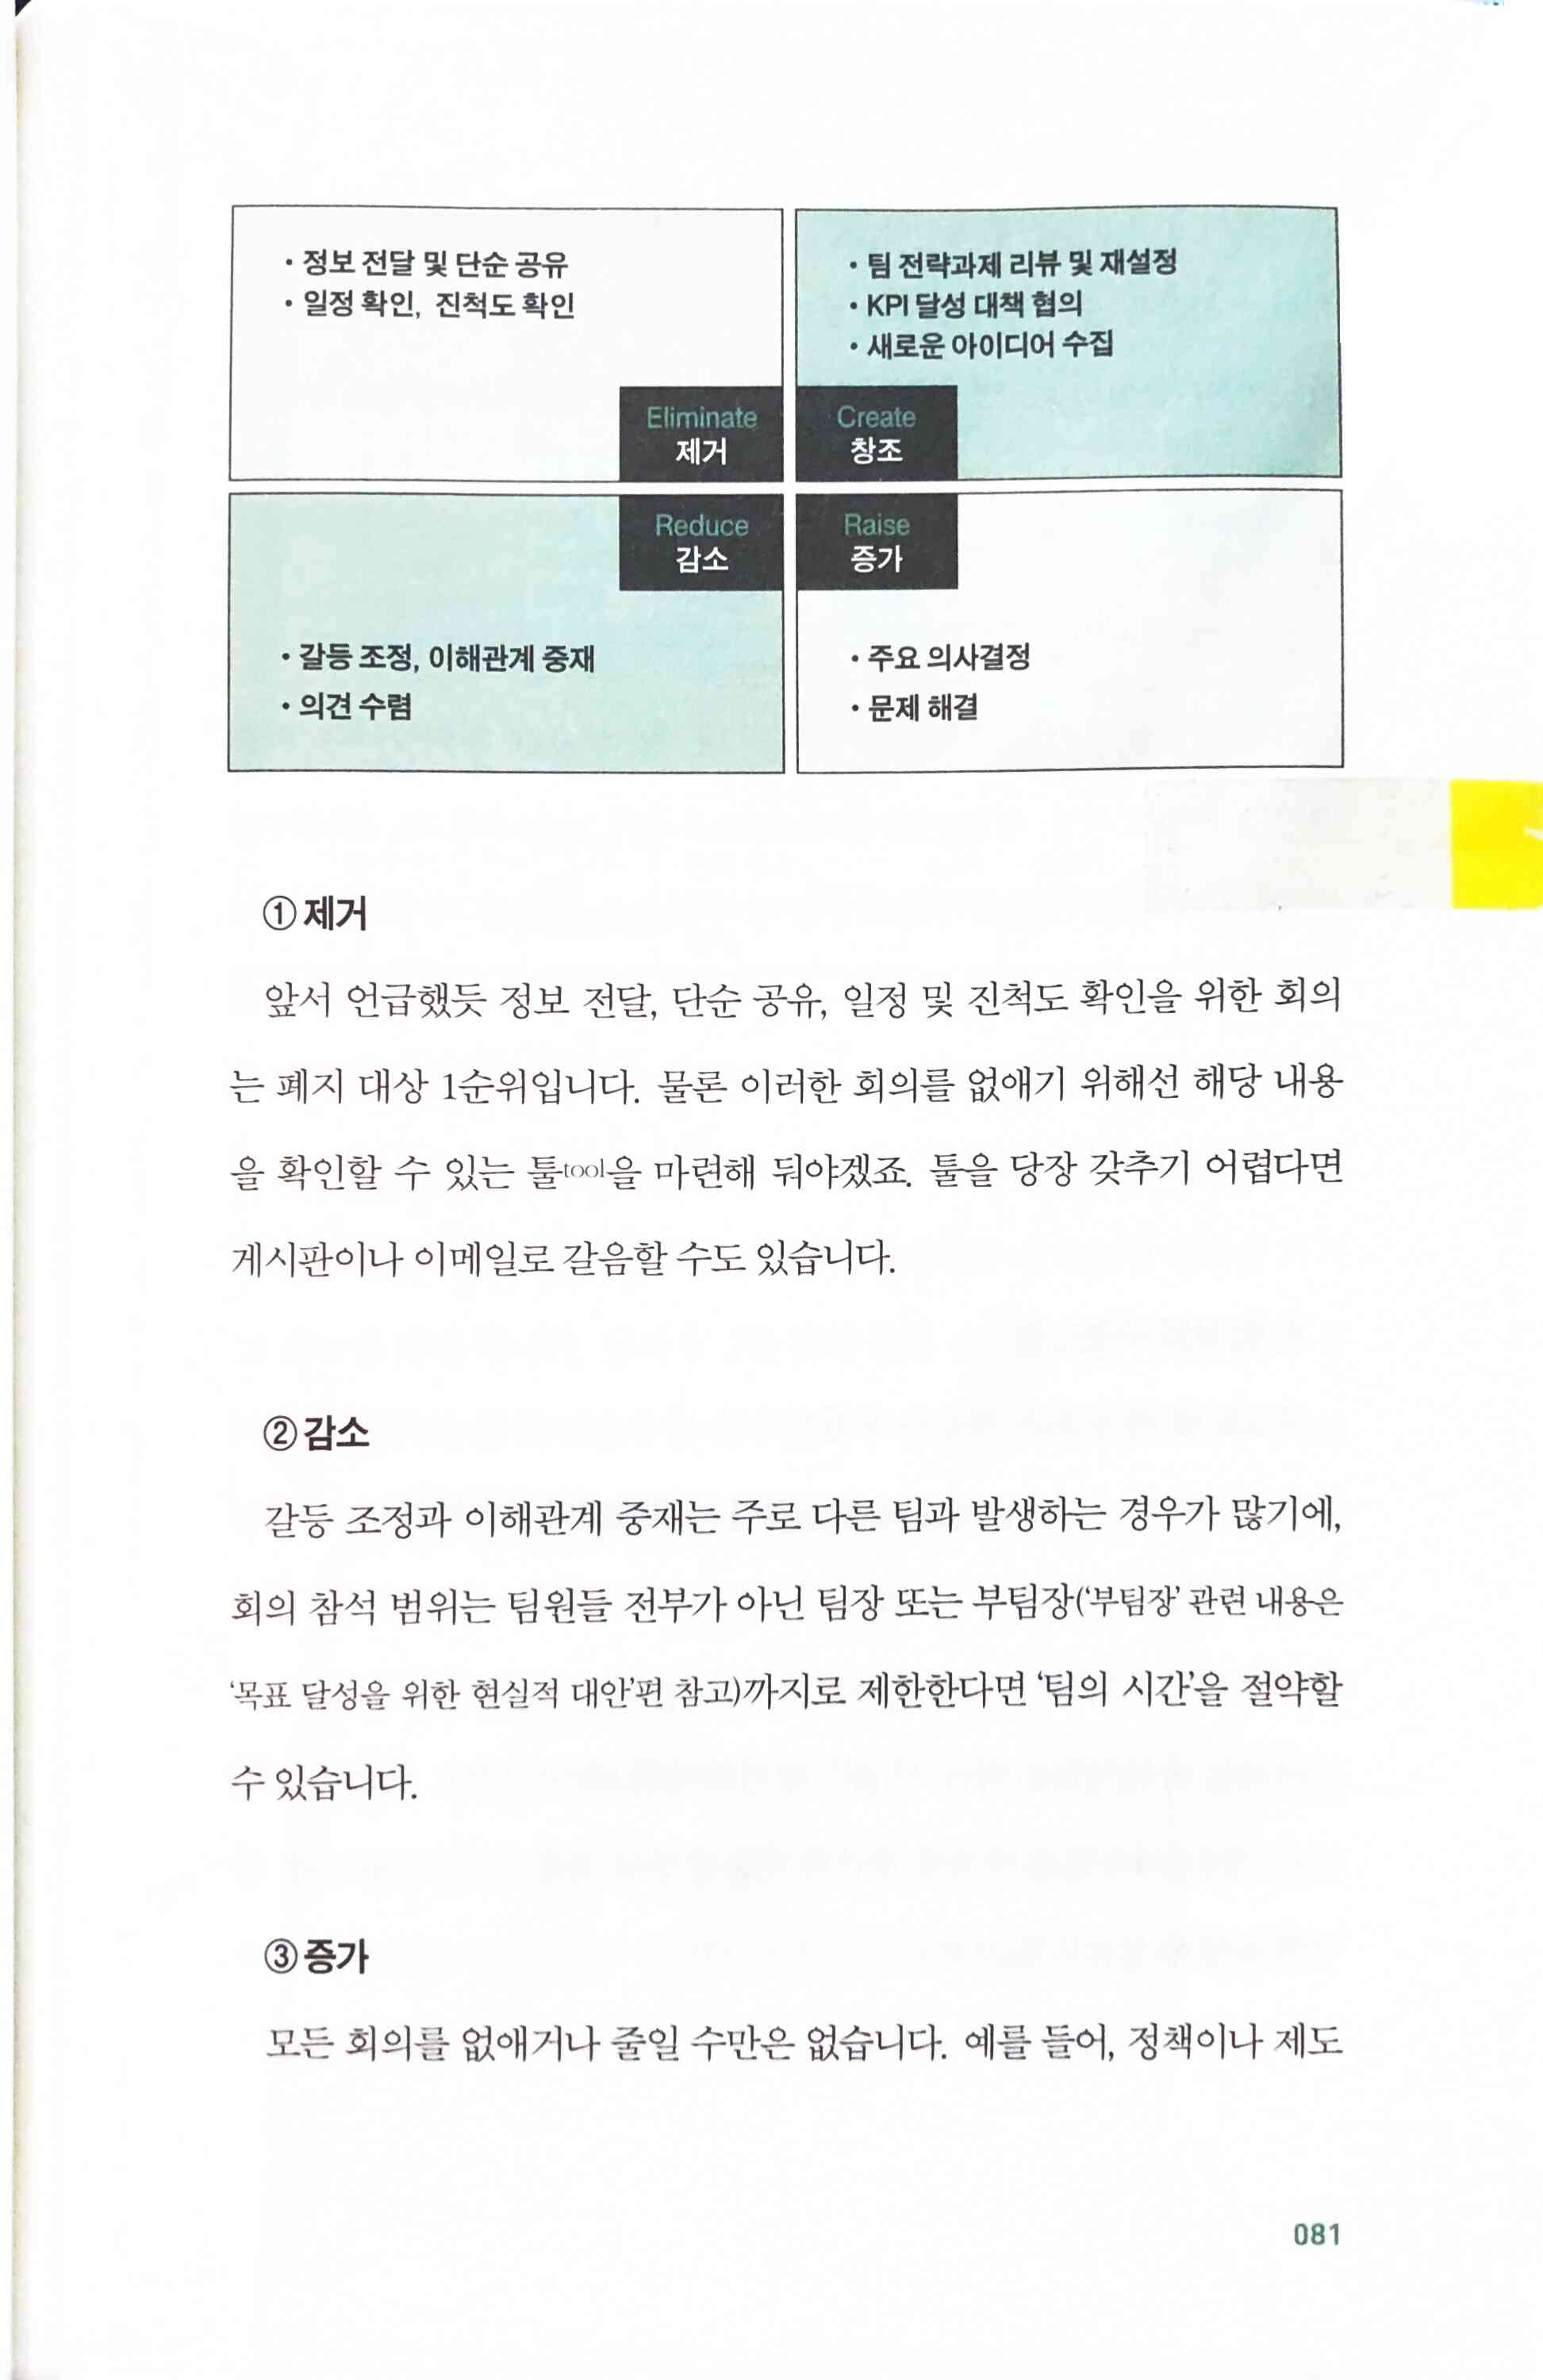 · 정보 전달 및 단순 공유
· 일정 확인, 진척도 확인
Eliminate
제거
· 팀 전략과제 리뷰 및 재설정
· KPI 달성 대책 협의
· 새로운 아이디어 수집
Create
창조
Reduce
감소
· 갈등 조정, 이해관계 중재
· 의견 수렴
Raise
증가
· 주요 의사결정
· 문제 해결
① 제거
앞서 언급했듯 정보 전달, 단순 공유, 일정 및 진척도 확인을 위한 회의
는 폐지 대상 1순위입니다. 물론 이러한 회의를 없애기 위해선 해당 내용
을 확인할 수 있는 툴tool을 마련해 둬야겠죠. 툴을 당장 갖추기 어렵다면
게시판이나 이메일로 갈음할 수도 있습니다.
② 감소
갈등 조정과 이해관계 중재는 주로 다른 팀과 발생하는 경우가 많기에,
회의 참석 범위는 팀원들 전부가 아닌 팀장 또는 부팀장(‘부팀장’ 관련 내용은
‘목표 달성을 위한 현실적 대안’편 참고)까지로 제한한다면 ‘팀의 시간’을 절약할
수 있습니다.
③ 증가
모든 회의를 없애거나 줄일 수만은 없습니다. 예를 들어, 정책이나 제도
081